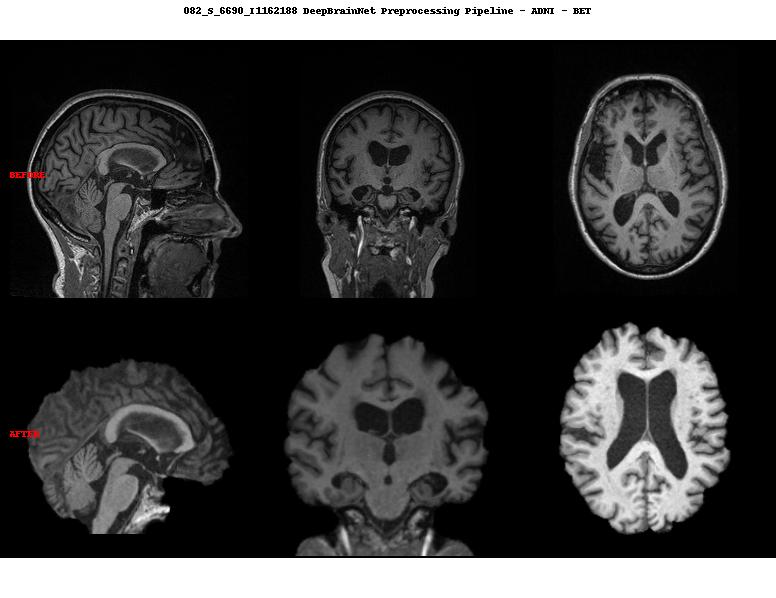 082_S_6690_I1162188 DeepBrainNet Preprocessing Pipeline - ADNI - BET
BEFORE
AFTER